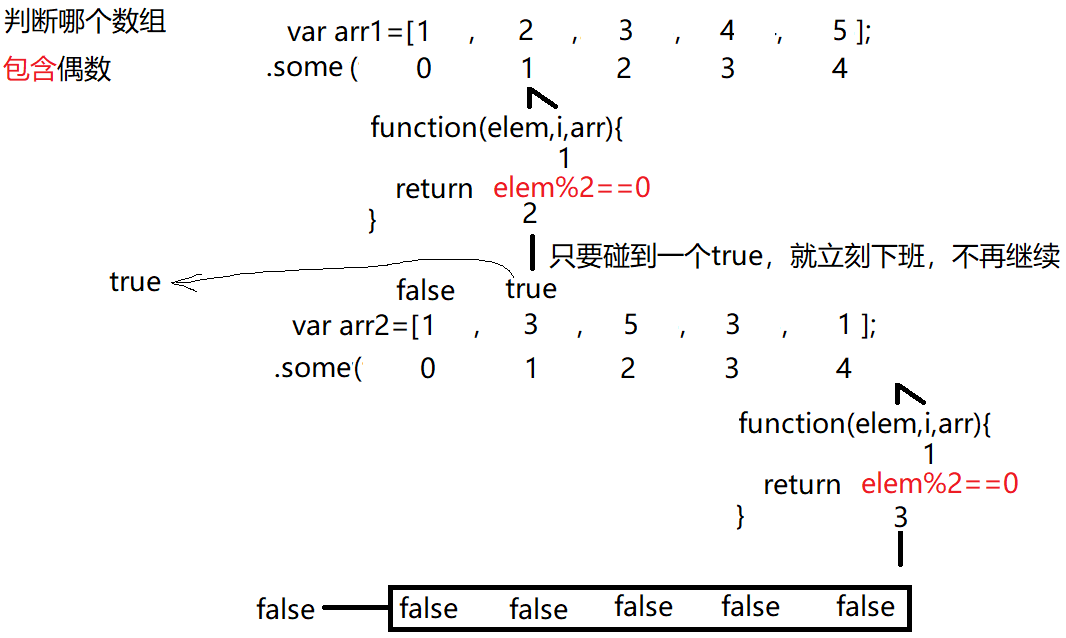 判断哪个数组
包含偶数
var arr1=[1 , 2 , 3 , 4 , 5 ];
.some ( 0 1 2 3 4
function(elem,i,arr){
1
return elem%2==0
2
}
只要碰到一个true，就立刻下班，不再继续
true
false true
var arr2=[1 , 3 , 5 , 3 , 1 ];
.some( 0 1 2 3 4
function(elem,i,arr){
1
return elem%2==0
} 3
false false false false false false